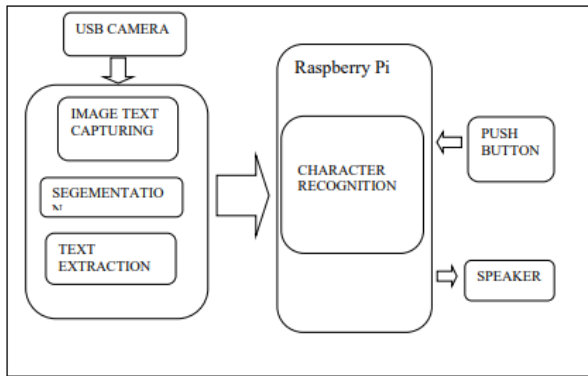 USB CAMERA
IMAGE TEXT
CAPTURING
SEGEMENTATIO
N
TEXT
EXTRACTION
Raspberry Pi
CHARACTER
RECOGNITION
PUSH
BUTTON
SPEAKER